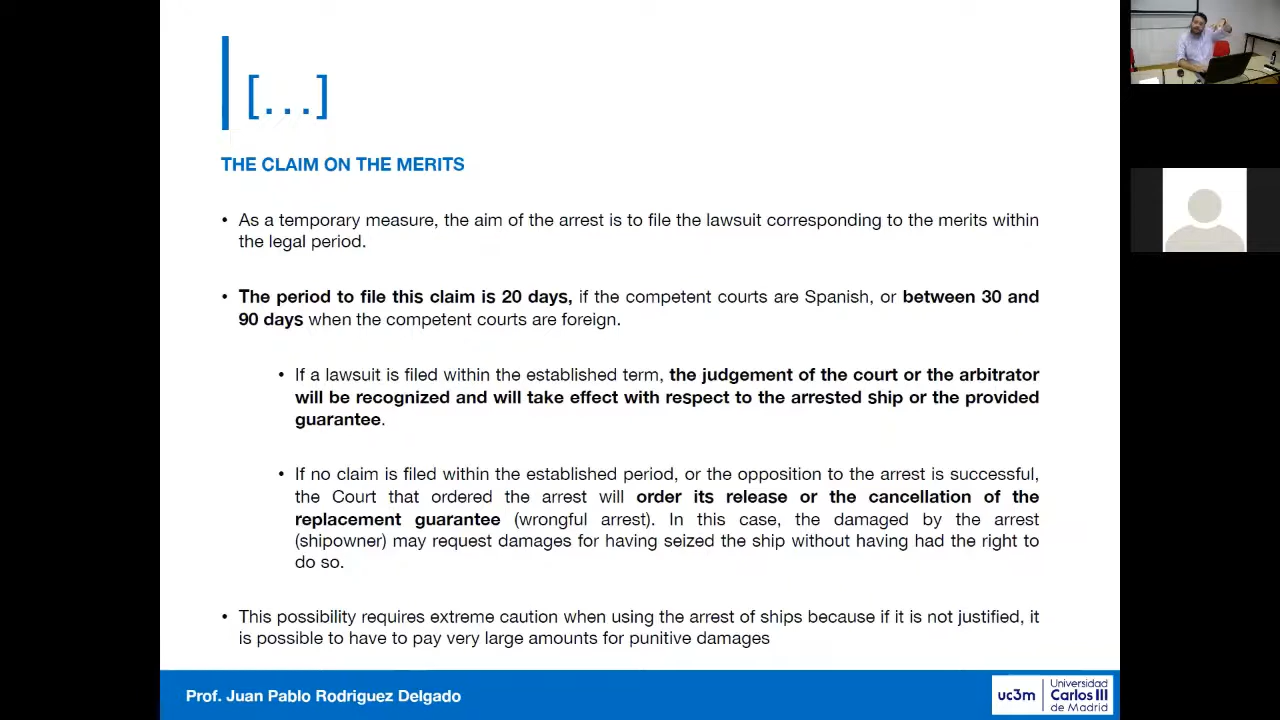 [...]
THE CLAIM ON THE MERITS
• As a temporary measure, the aim of the arrest is to file the lawsuit corresponding to the merits within
the legal period.
• The period to file this claim is 20 days, if the competent courts are Spanish, or between 30 and
90 days when the competent courts are foreign.
• If a lawsuit is filed within the established term, the judgement of the court or the arbitrator
will be recognized and will take effect with respect to the arrested ship or the provided
guarantee.
• If no claim is filed within the established period, or the opposition to the arrest is successful,
the Court that ordered the arrest will order its release or the cancellation of the
replacement guarantee (wrongful arrest). In this case, the damaged by the arrest
(shipowner) may request damages for having seized the ship without having had the right to
do so.
• This possibility requires extreme caution when using the arrest of ships because if it is not justified, it
is possible to have to pay very large amounts for punitive damages
Prof. Juan Pablo Rodriguez Delgado
uc3m
Universidad
Carlos III
de Madrid